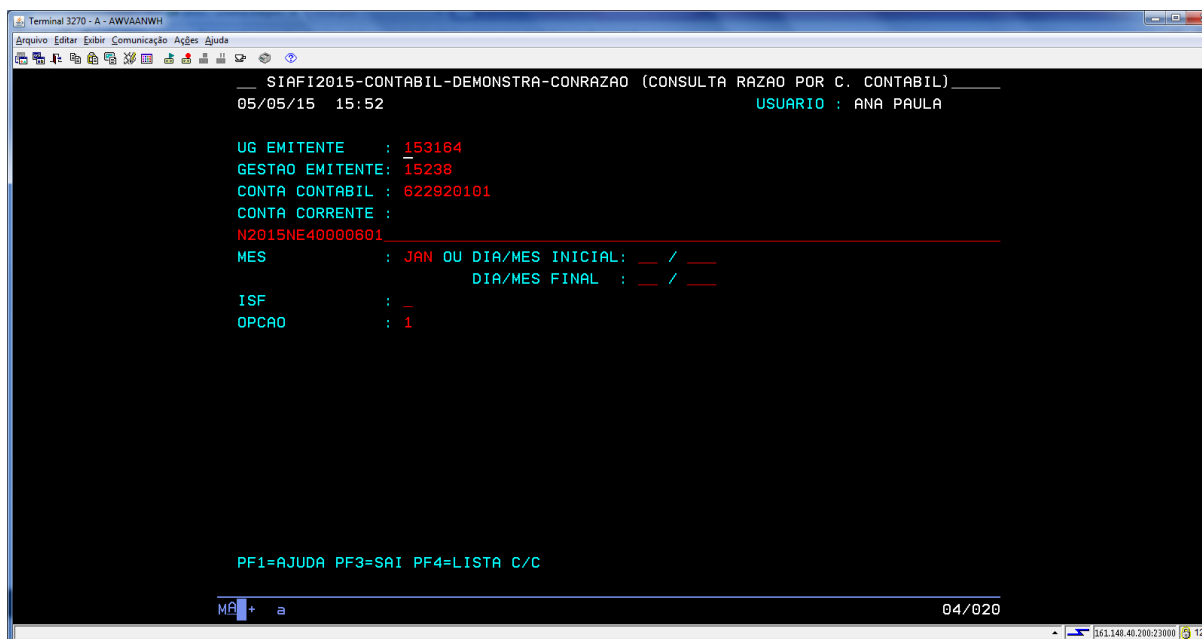 Terminal 3270 - A - AWVAANWH
Arquivo Editar Exibir Comunicação Ações Ajuda
__ SIAFI2015-CONTABIL-DEMONSTRA-CONRAZAO (CONSULTA RAZAO POR C. CONTABIL)_____
05/05/15 15:52 USUARIO : ANA PAULA
UG EMITENTE : 153164
GESTAO EMITENTE: 15238
CONTA CONTABIL : 622920101
CONTA CORRENTE :
N2015NE40000601
MES : JAN OU DIA/MES INICIAL: __ / ___
DIA/MES FINAL : __ / ___
ISF : _
OPCAO : 1
PF1=AJUDA PF3=SAI PF4=LISTA C/C
MA + a 04/020
161.148.40.200:23000